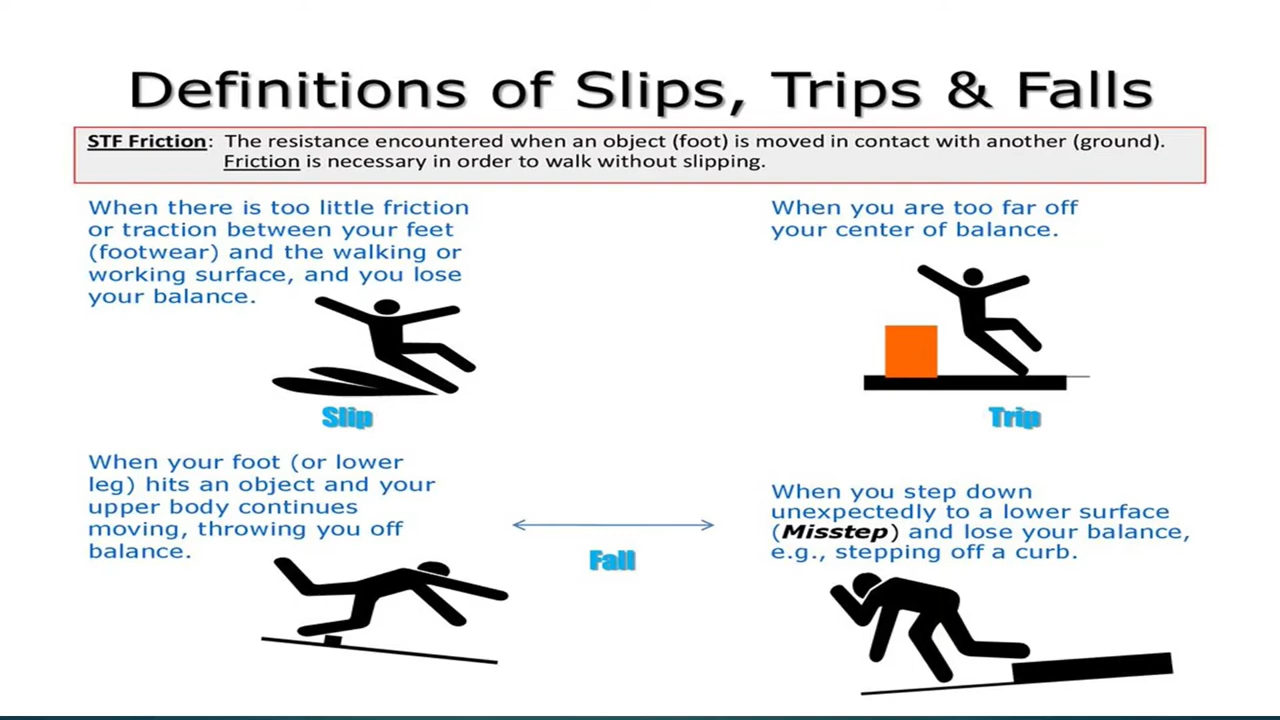 Definitions of Slips, Trips & Falls
STF Friction: The resistance encountered when an object (foot) is moved in contact with another (ground).
Friction is necessary in order to walk without slipping.
When there is too little friction
or traction between your feet
(footwear) and the walking or
working surface, and you lose
your balance.
Slip
When you are too far off
your center of balance.
Trip
When your foot (or lower
leg) hits an object and your
upper body continues
moving, throwing you off
balance.
Fall
When you step down
unexpectedly to a lower surface
(Misstep) and lose your balance,
e.g., stepping off a curb.